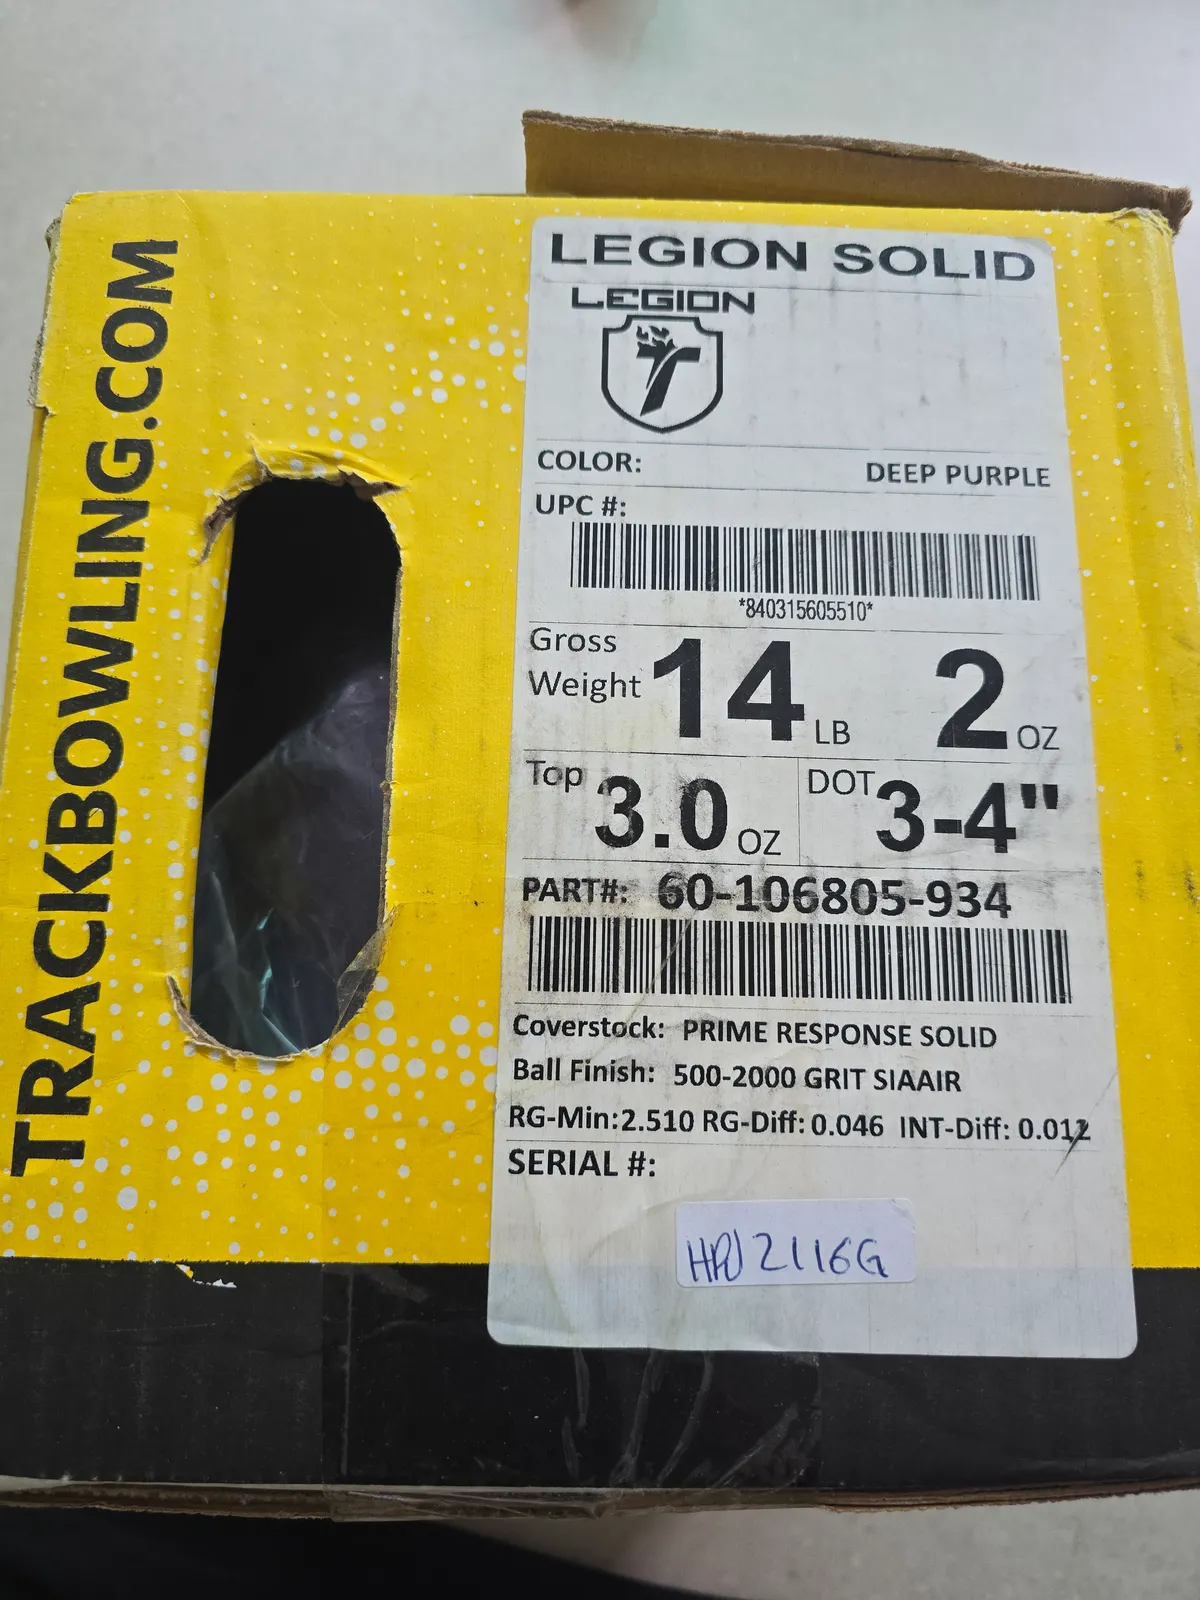 TRACKBOWLING.COM
LEGION SOLID
LEGION
COLOR: DEEP PURPLE
UPC #:
*840315605510*
Gross Weight 14 LB 2 OZ
Top 3.0 OZ DOT 3-4"
PART#: 60-106805-934
Coverstock: PRIME RESPONSE SOLID
Ball Finish: 500-2000 GRIT SIAAIR
RG-Min:2.510 RG-Diff: 0.046 INT-Diff: 0.012
SERIAL #: